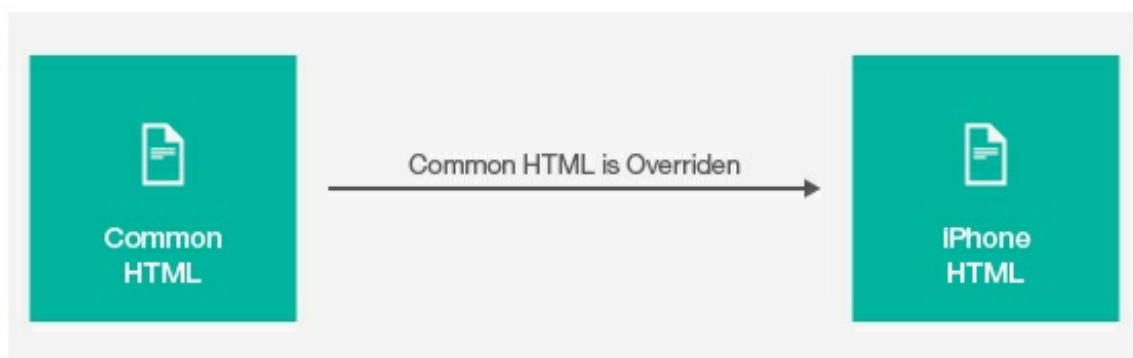 Common HTML is Overriden
Common
HTML
iPhone
HTML